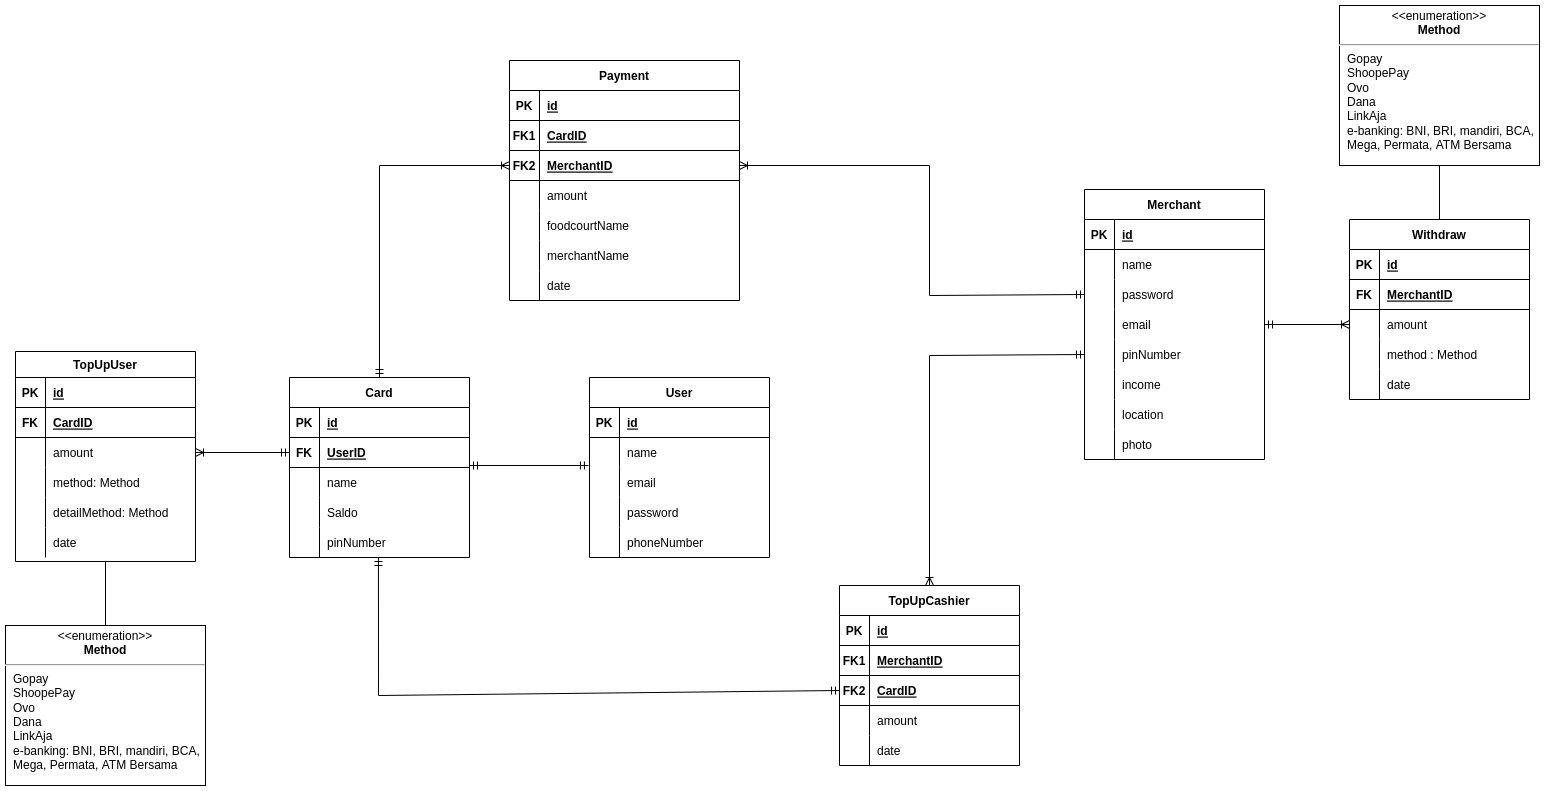 <<enumeration>>
Method
Gopay
ShoopePay
Ovo
Dana
LinkAja
e-banking: BNI, BRI, mandiri, BCA,
Mega, Permata, ATM Bersama
Payment
PK id
FK1 CardID
FK2 MerchantID
amount
foodcourtName
merchantName
date
Merchant
PK id
name
password
email
pinNumber
income
location
photo
Withdraw
PK id
FK MerchantID
amount
method : Method
date
TopUpUser
PK id
FK CardID
amount
method: Method
detailMethod: Method
date
Card
PK id
FK UserID
name
Saldo
pinNumber
User
PK id
name
email
password
phoneNumber
TopUpCashier
PK id
FK1 MerchantID
FK2 CardID
amount
date
<<enumeration>>
Method
Gopay
ShoopePay
Ovo
Dana
LinkAja
e-banking: BNI, BRI, mandiri, BCA,
Mega, Permata, ATM Bersama